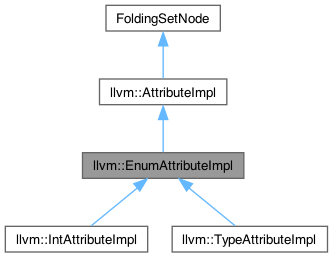 FoldingSetNode
llvm::AttributeImpl
llvm::EnumAttributeImpl
llvm::IntAttributeImpl
llvm::TypeAttributeImpl